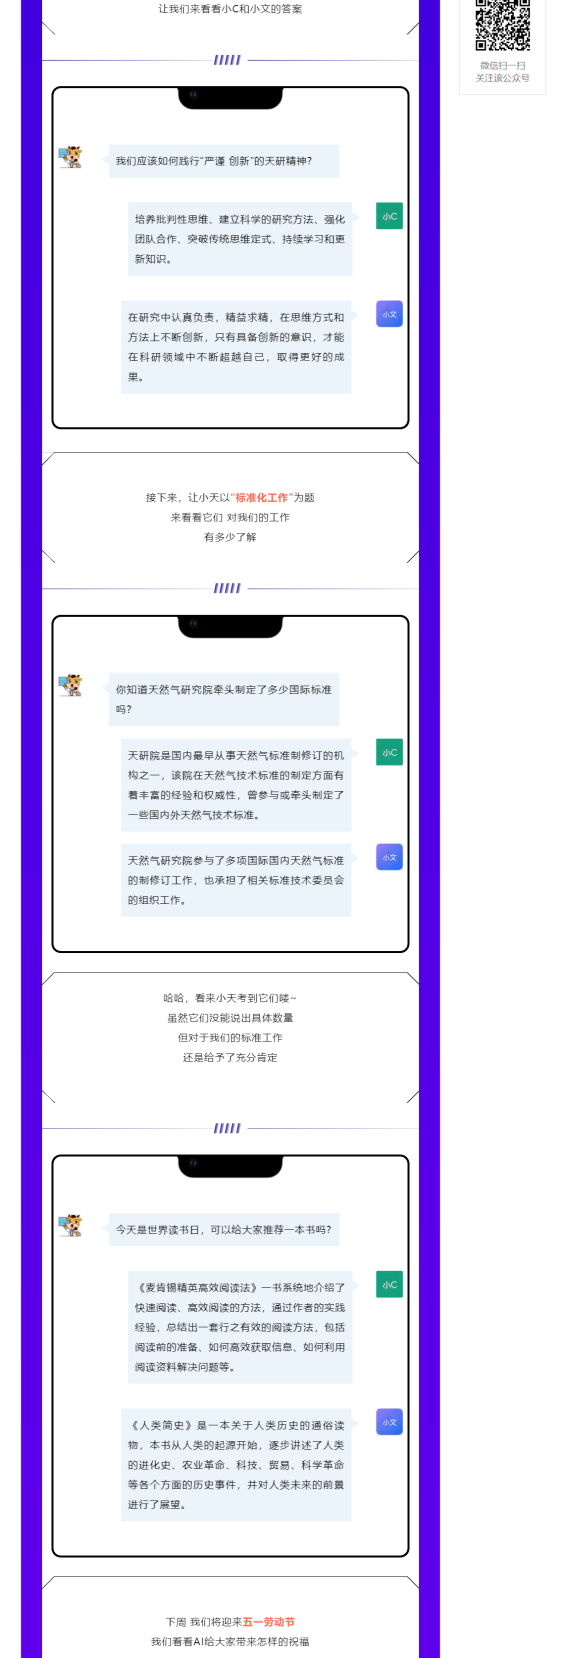 让我们来看看小C和小文的答案
微信扫一扫
关注该公众号
我们应该如何践行“严谨 创新”的天研精神?
小C
培养批判性思维、建立科学的研究方法、强化
团队合作、突破传统思维定式、持续学习和更
新知识。
小文
在研究中认真负责，精益求精，在思维方式和
方法上不断创新，只有具备创新的意识，才能
在科研领域中不断超越自己，取得更好的成
果。
接下来，让小天以“标准化工作”为题
来看看它们 对我们的工作
有多少了解
你知道天然气研究院牵头制定了多少国际标准
吗?
小C
天研院是国内最早从事天然气标准制修订的机
构之一，该院在天然气技术标准的制定方面有
着丰富的经验和权威性，曾参与或牵头制定了
一些国内外天然气技术标准。
小文
天然气研究院参与了多项国际国内天然气标准
的制修订工作，也承担了相关标准技术委员会
的组织工作。
哈哈，看来小天考到它们喽~
虽然它们没能说出具体数量
但对于我们的标准工作
还是给予了充分肯定
今天是世界读书日，可以给大家推荐一本书吗?
小C
《麦肯锡精英高效阅读法》一书系统地介绍了
快速阅读、高效阅读的方法，通过作者的实践
经验，总结出一套行之有效的阅读方法，包括
阅读前的准备、如何高效获取信息、如何利用
阅读资料解决问题等。
小文
《人类简史》是一本关于人类历史的通俗读
物，本书从人类的起源开始，逐步讲述了人类
的进化史、农业革命、科技、贸易、科学革命
等各个方面的历史事件，并对人类未来的前景
进行了展望。
下周 我们将迎来五一劳动节
我们看看AI给大家带来怎样的祝福